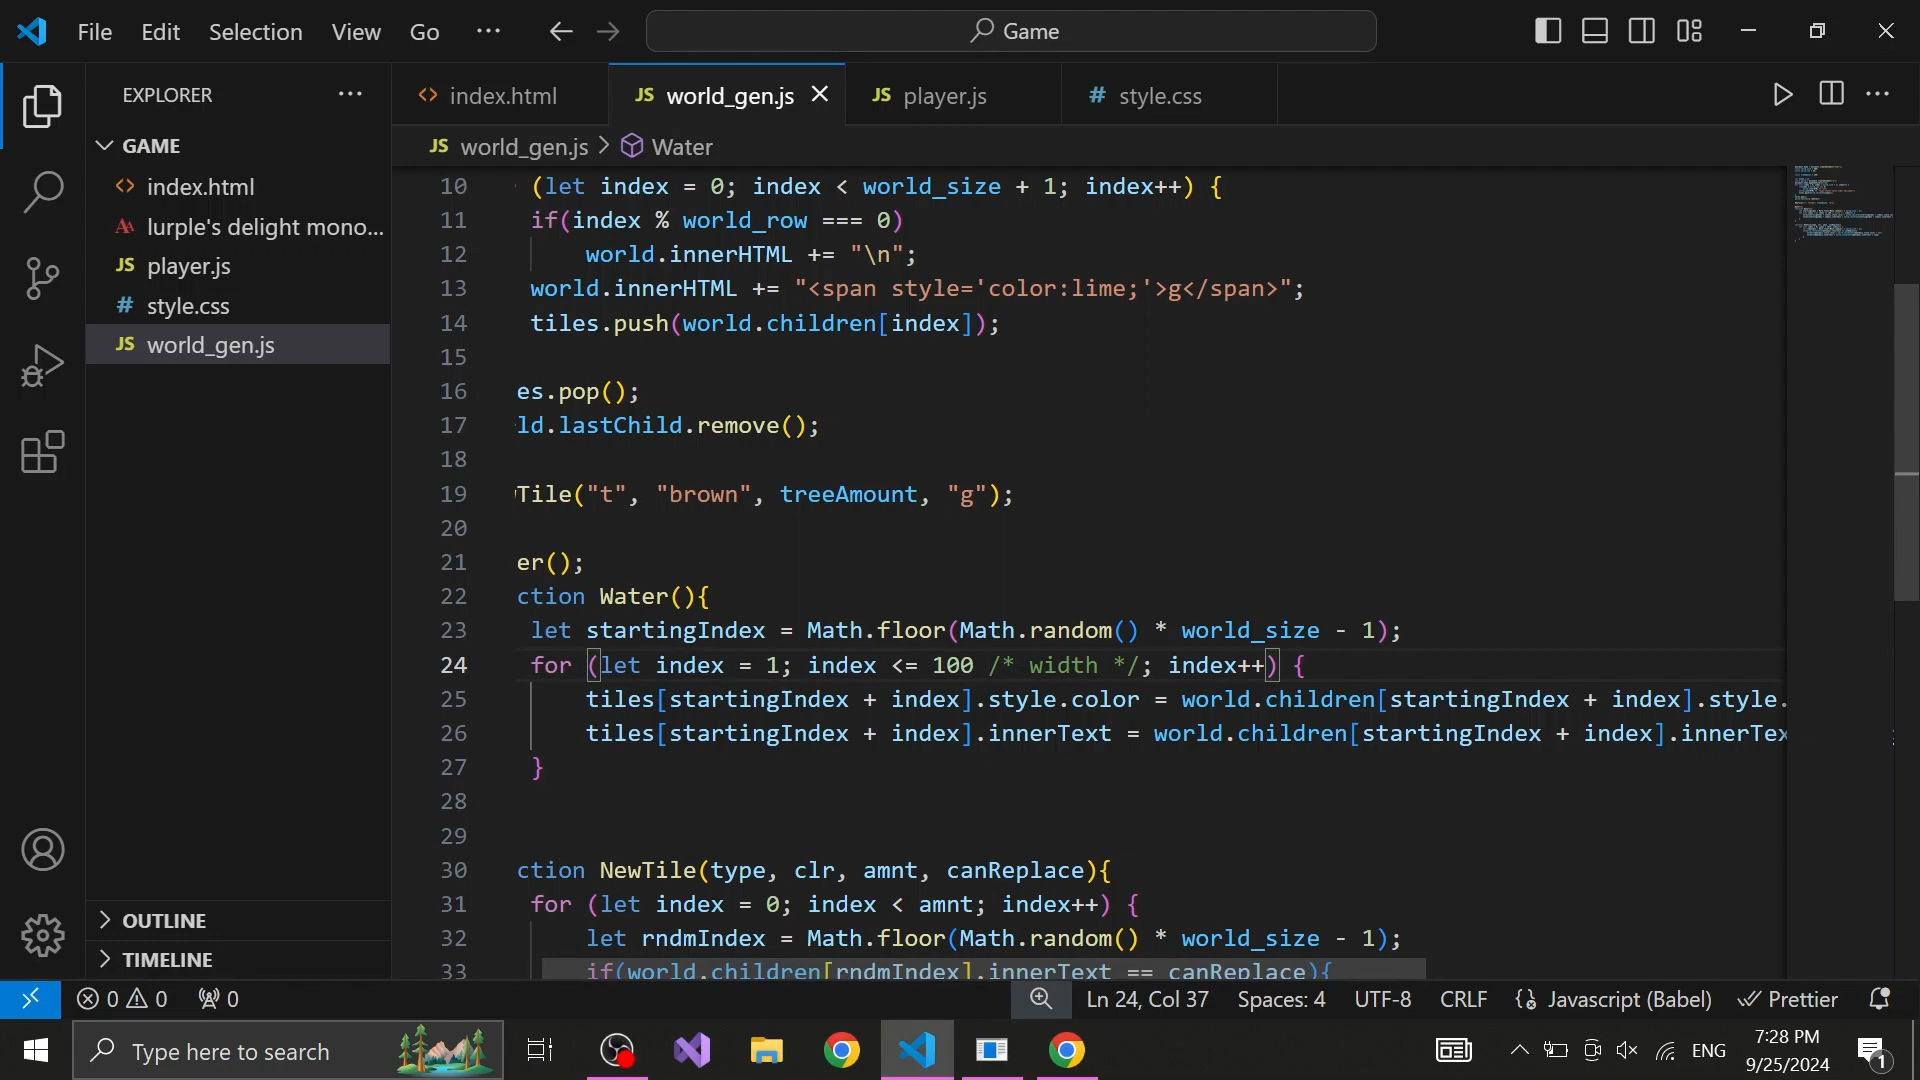 File Edit Selection View Go ··· Game
EXPLORER ···
GAME
index.html
lurple's delight mono...
JS player.js
# style.css
JS world_gen.js
OUTLINE
TIMELINE
<> index.html JS world_gen.js JS player.js # style.css
JS world_gen.js > Water
10 (let index = 0; index < world_size + 1; index++) {
11 if(index % world_row === 0)
12 world.innerHTML += "\n";
13 world.innerHTML += "<span style='color:lime;'>g</span>";
14 tiles.push(world.children[index]);
15
16 es.pop();
17 ld.lastChild.remove();
18
19 Tile("t", "brown", treeAmount, "g");
20
21 er();
22 ction Water(){
23 let startingIndex = Math.floor(Math.random() * world_size - 1);
24 for (let index = 1; index <= 100 /* width */; index++) {
25 tiles[startingIndex + index].style.color = world.children[startingIndex + index].style.
26 tiles[startingIndex + index].innerText = world.children[startingIndex + index].innerTex
27 }
28
29
30 ction NewTile(type, clr, amnt, canReplace){
31 for (let index = 0; index < amnt; index++) {
32 let rndmIndex = Math.floor(Math.random() * world_size - 1);
33 if(world.children[rndmIndex].innerText == canReplace){
0 0 0 Ln 24, Col 37 Spaces: 4 UTF-8 CRLF Javascript (Babel) Prettier
Type here to search ENG 7:28 PM
9/25/2024 1